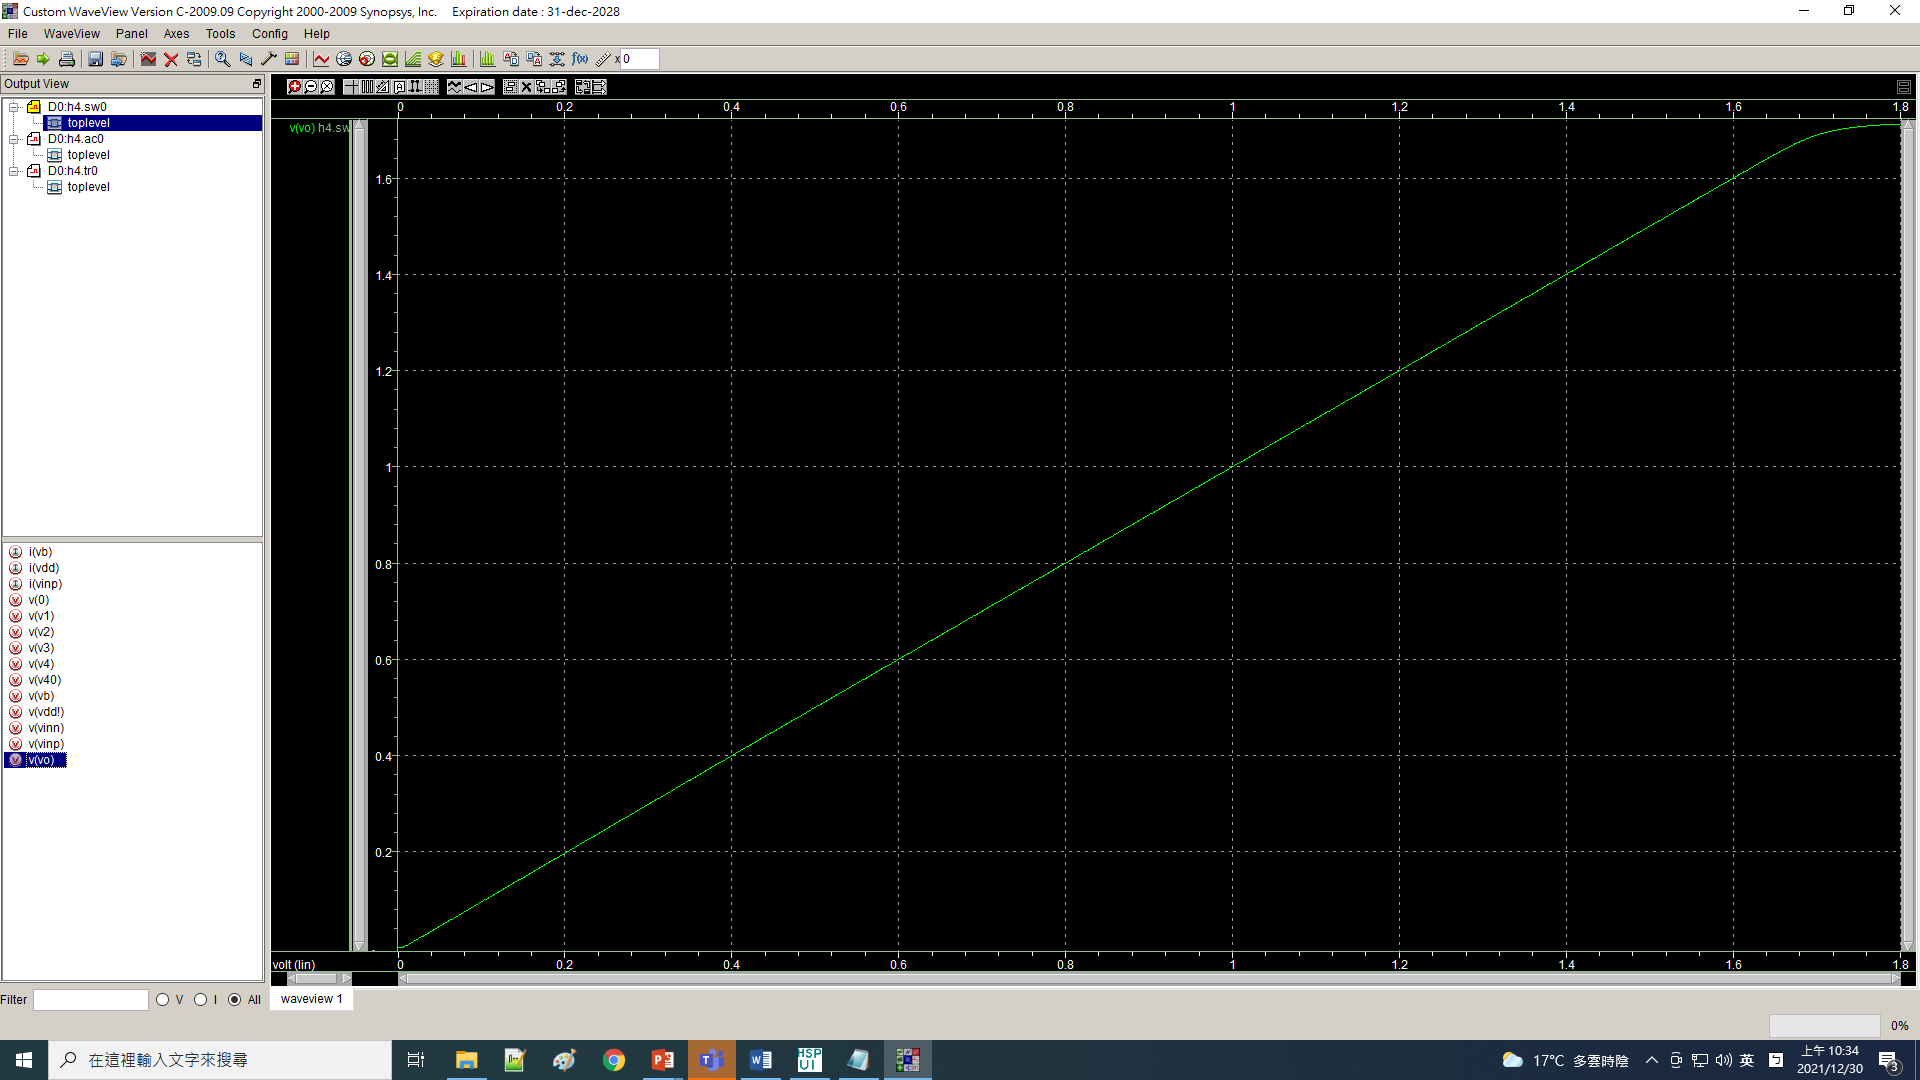 Custom WaveView Version C-2009.09 Copyright 2000-2009 Synopsys, Inc. Expiration date : 31-dec-2028
File WaveView Panel Axes Tools Config Help
x 0
Output View
D0:h4.sw0
toplevel
D0:h4.ac0
toplevel
D0:h4.tr0
toplevel
i(vb)
i(vdd)
i(vinp)
v(0)
v(v1)
v(v2)
v(v3)
v(v4)
v(v40)
v(vb)
v(vdd!)
v(vinn)
v(vinp)
v(vo)
Filter V I All
0 0.2 0.4 0.6 0.8 1 1.2 1.4 1.6 1.8
v(vo) h4.sw
1.6
1.4
1.2
1
0.8
0.6
0.4
0.2
volt (lin) 0 0.2 0.4 0.6 0.8 1 1.2 1.4 1.6 1.8
waveview 1
0%
在這裡輸入文字來搜尋
HSP
UI
17°C 多雲時陰
英
上午 10:34
2021/12/30
3